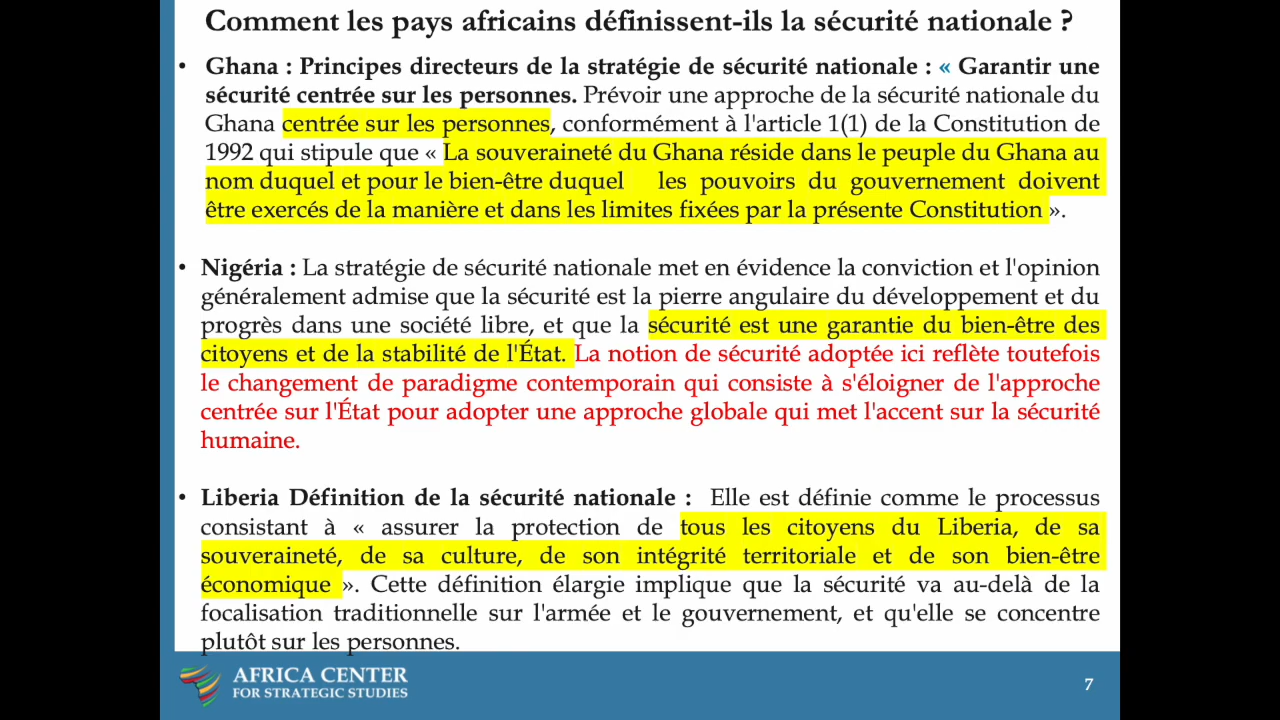 Comment les pays africains définissent-ils la sécurité nationale ?
• Ghana : Principes directeurs de la stratégie de sécurité nationale : « Garantir une
sécurité centrée sur les personnes. Prévoir une approche de la sécurité nationale du
Ghana centrée sur les personnes, conformément à l'article 1(1) de la Constitution de
1992 qui stipule que « La souveraineté du Ghana réside dans le peuple du Ghana au
nom duquel et pour le bien-être duquel les pouvoirs du gouvernement doivent
être exercés de la manière et dans les limites fixées par la présente Constitution ».
• Nigéria : La stratégie de sécurité nationale met en évidence la conviction et l'opinion
généralement admise que la sécurité est la pierre angulaire du développement et du
progrès dans une société libre, et que la sécurité est une garantie du bien-être des
citoyens et de la stabilité de l'État. La notion de sécurité adoptée ici reflète toutefois
le changement de paradigme contemporain qui consiste à s'éloigner de l'approche
centrée sur l'État pour adopter une approche globale qui met l'accent sur la sécurité
humaine.
• Liberia Définition de la sécurité nationale : Elle est définie comme le processus
consistant à « assurer la protection de tous les citoyens du Liberia, de sa
souveraineté, de sa culture, de son intégrité territoriale et de son bien-être
économique ». Cette définition élargie implique que la sécurité va au-delà de la
focalisation traditionnelle sur l'armée et le gouvernement, et qu'elle se concentre
plutôt sur les personnes.
AFRICA CENTER
FOR STRATEGIC STUDIES
7